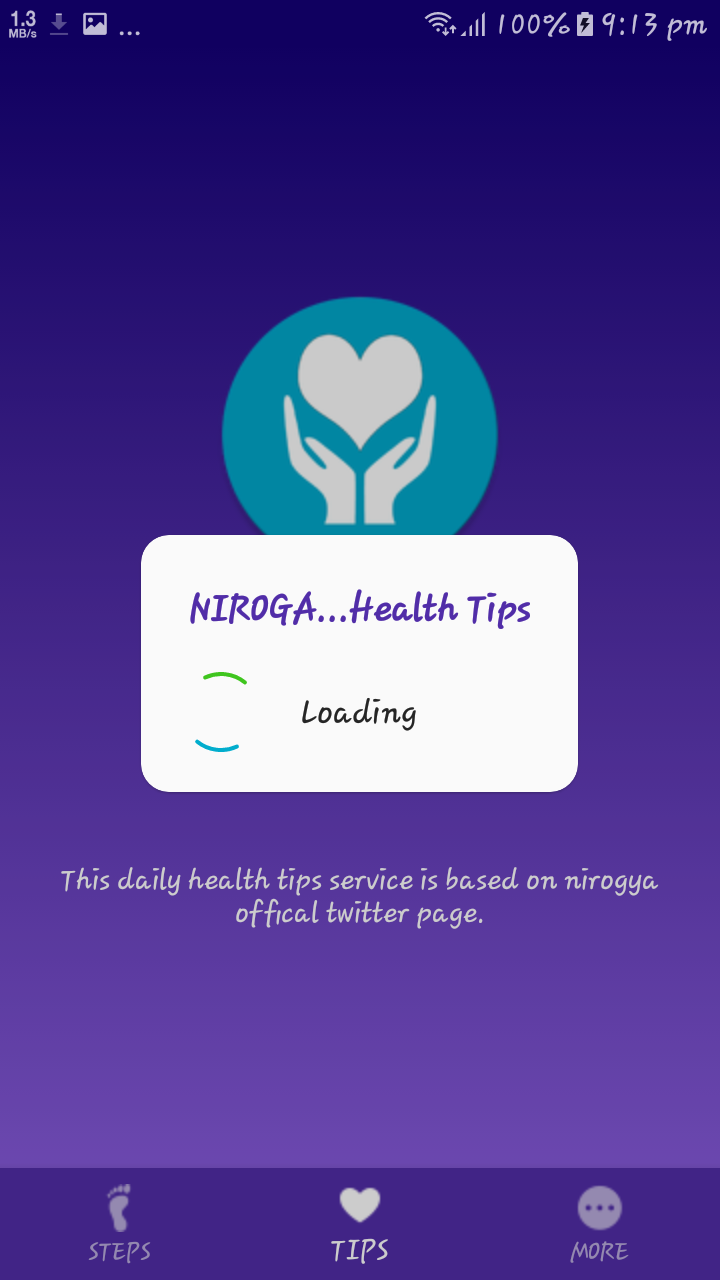 1.3
MB/s
... 100% 9:13 pm
NIROGA...Health Tips
Loading
This daily health tips service is based on nirogya
offical twitter page.
STEPS TIPS MORE